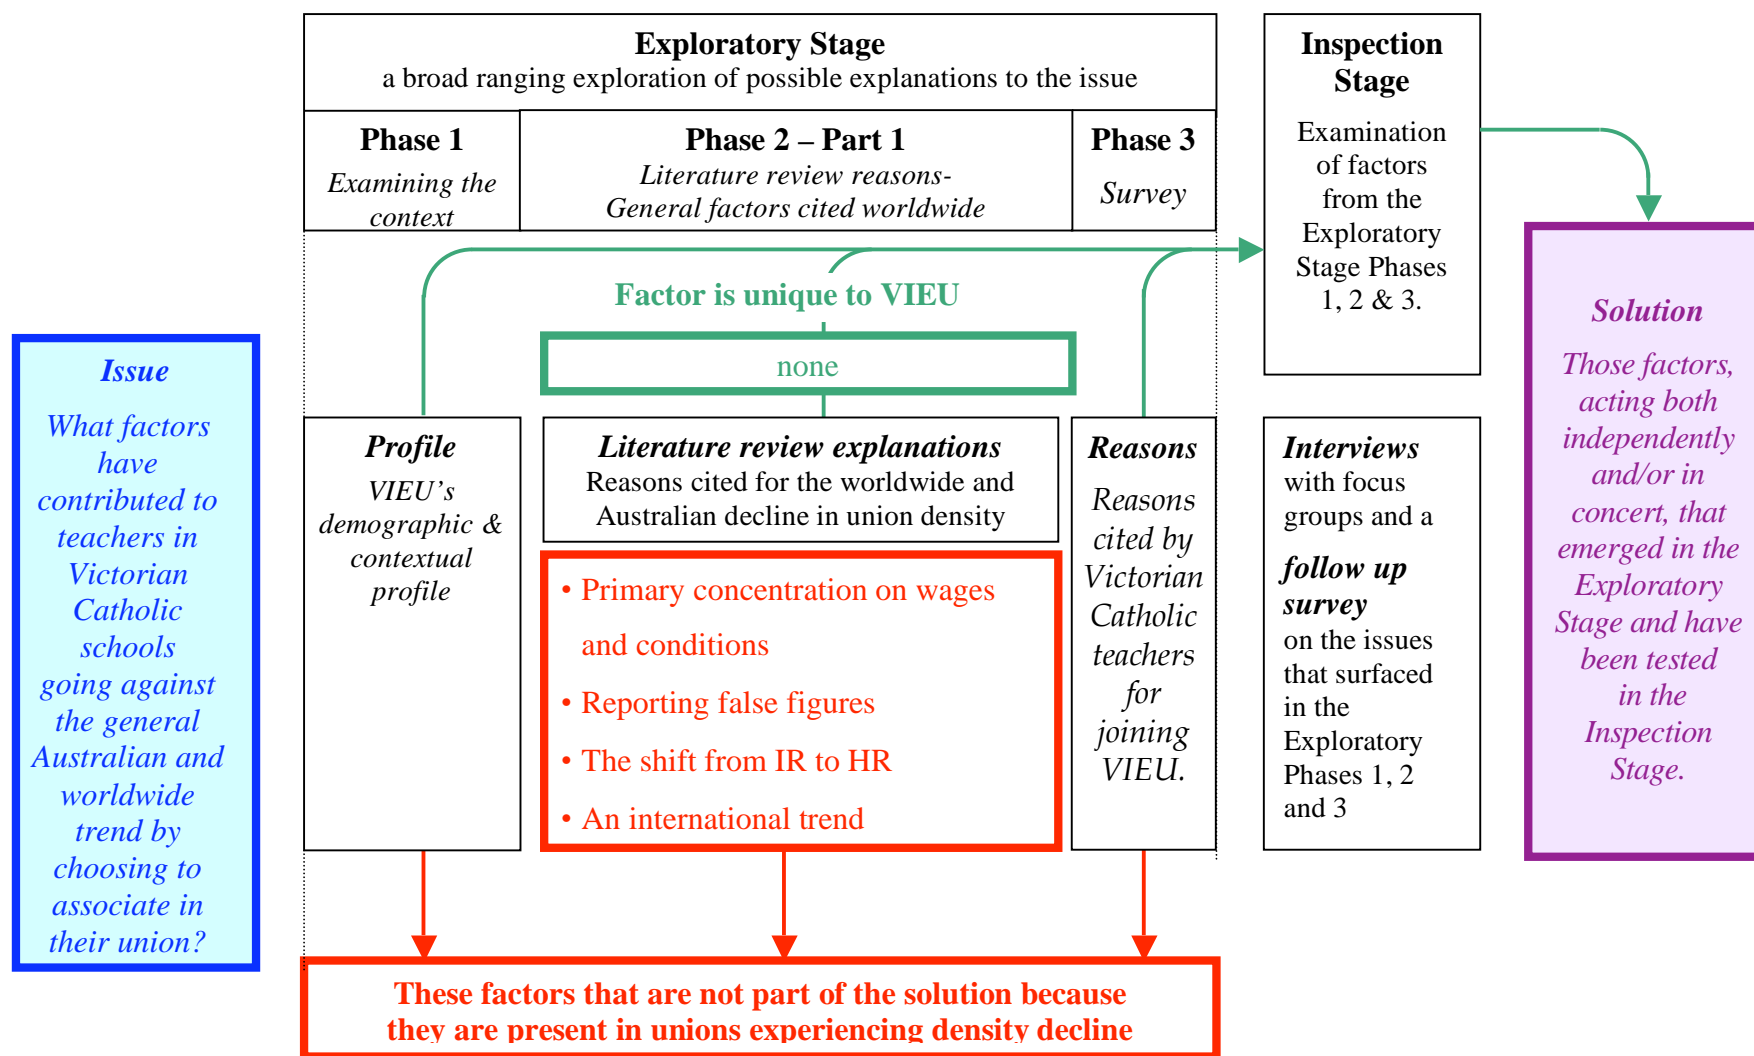 Exploratory Stage
a broad ranging exploration of possible explanations to the issue
Phase 1
Examining the
context
Phase 2 – Part 1
Literature review reasons-
General factors cited worldwide
Phase 3
Survey
Inspection
Stage
Examination
of factors
from the
Exploratory
Stage Phases
1, 2 & 3.
Factor is unique to VIEU
none
Issue
What factors
have
contributed to
teachers in
Victorian
Catholic
schools
going against
the general
Australian and
worldwide
trend by
choosing to
associate in
their union?
Profile
VIEU’s
demographic &
contextual
profile
Literature review explanations
Reasons cited for the worldwide and
Australian decline in union density
• Primary concentration on wages
and conditions
• Reporting false figures
• The shift from IR to HR
• An international trend
Reasons
Reasons
cited by
Victorian
Catholic
teachers
for
joining
VIEU.
Interviews
with focus
groups and a
follow up
survey
on the issues
that surfaced
in the
Exploratory
Phases 1, 2
and 3
Solution
Those factors,
acting both
independently
and/or in
concert, that
emerged in the
Exploratory
Stage and have
been tested
in the
Inspection
Stage.
These factors that are not part of the solution because
they are present in unions experiencing density decline